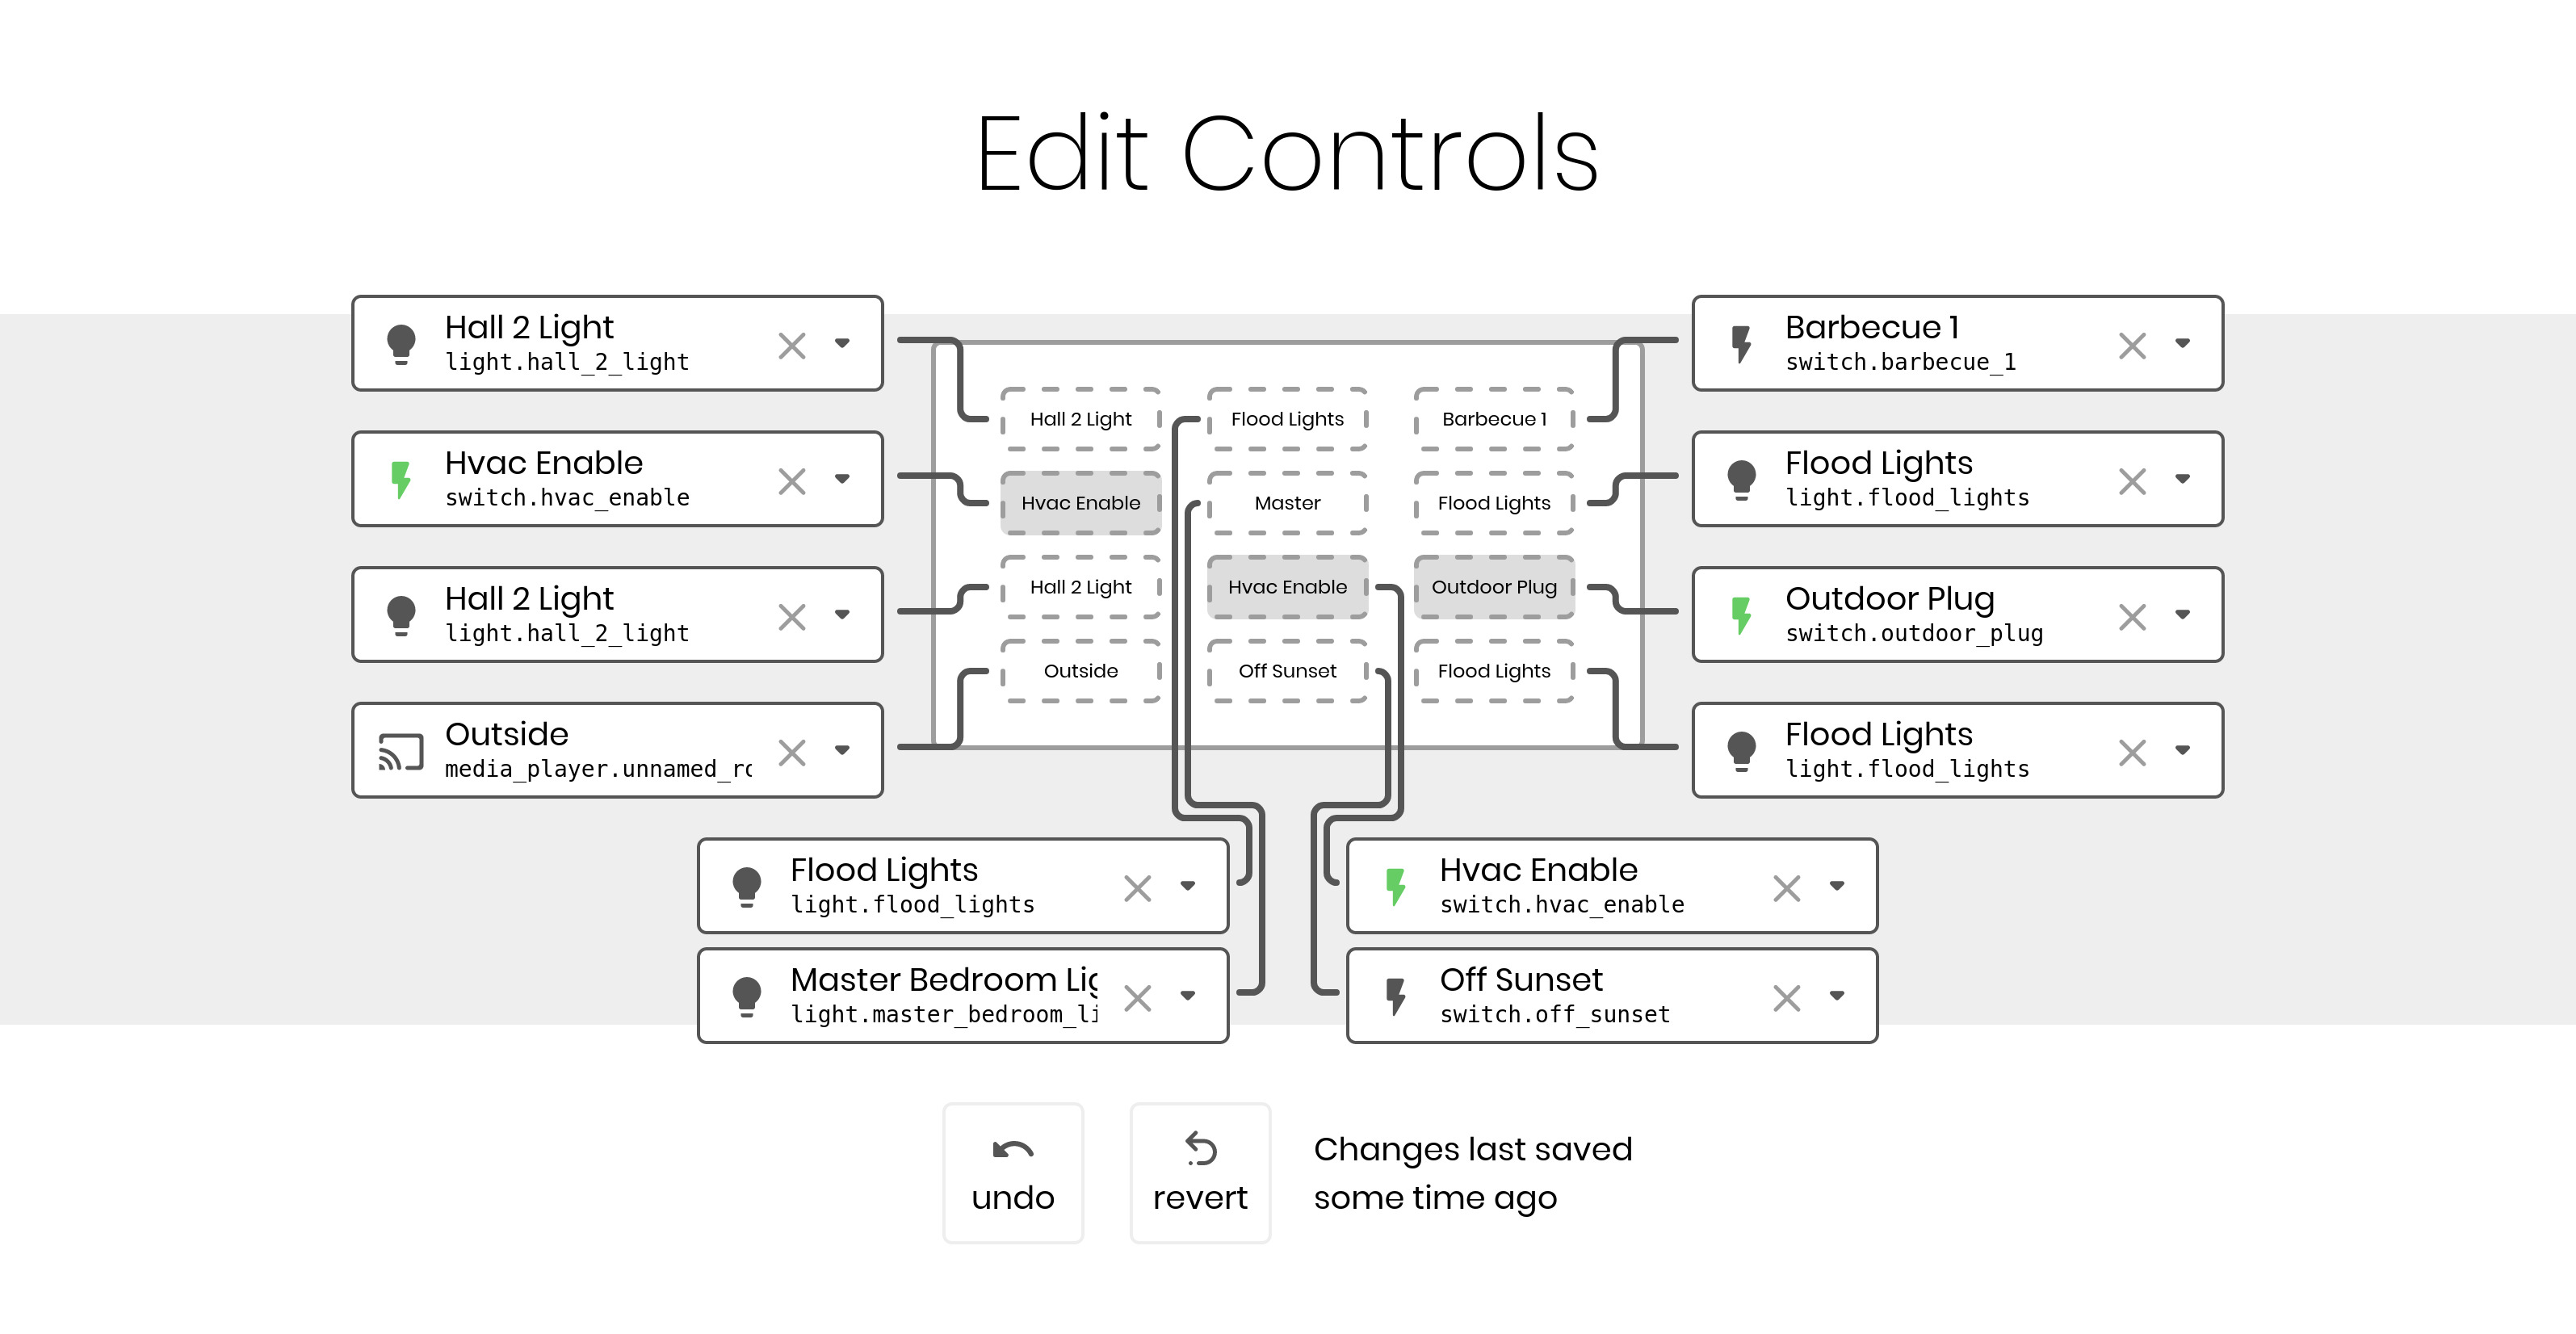 Edit Controls
Hall 2 Light
light.hall_2_light
Hvac Enable
switch.hvac_enable
Hall 2 Light
light.hall_2_light
Outside
media_player.unnamed_ro
Hall 2 Light
Flood Lights
Barbecue 1
Hvac Enable
Master
Flood Lights
Hall 2 Light
Hvac Enable
Outdoor Plug
Outside
Off Sunset
Flood Lights
Barbecue 1
switch.barbecue_1
Flood Lights
light.flood_lights
Outdoor Plug
switch.outdoor_plug
Flood Lights
light.flood_lights
Flood Lights
light.flood_lights
Master Bedroom Lig
light.master_bedroom_li
Hvac Enable
switch.hvac_enable
Off Sunset
switch.off_sunset
undo
revert
Changes last saved
some time ago